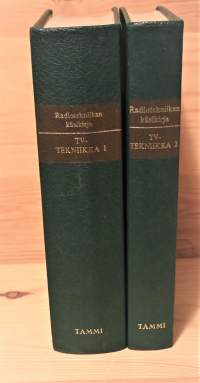 Radiotekniikan
käsikirja
TV-
TEKNIIKKA 1
TAMMI
Radiotekniikan
käsikirja
TV-
TEKNIIKKA 2
TAMMI